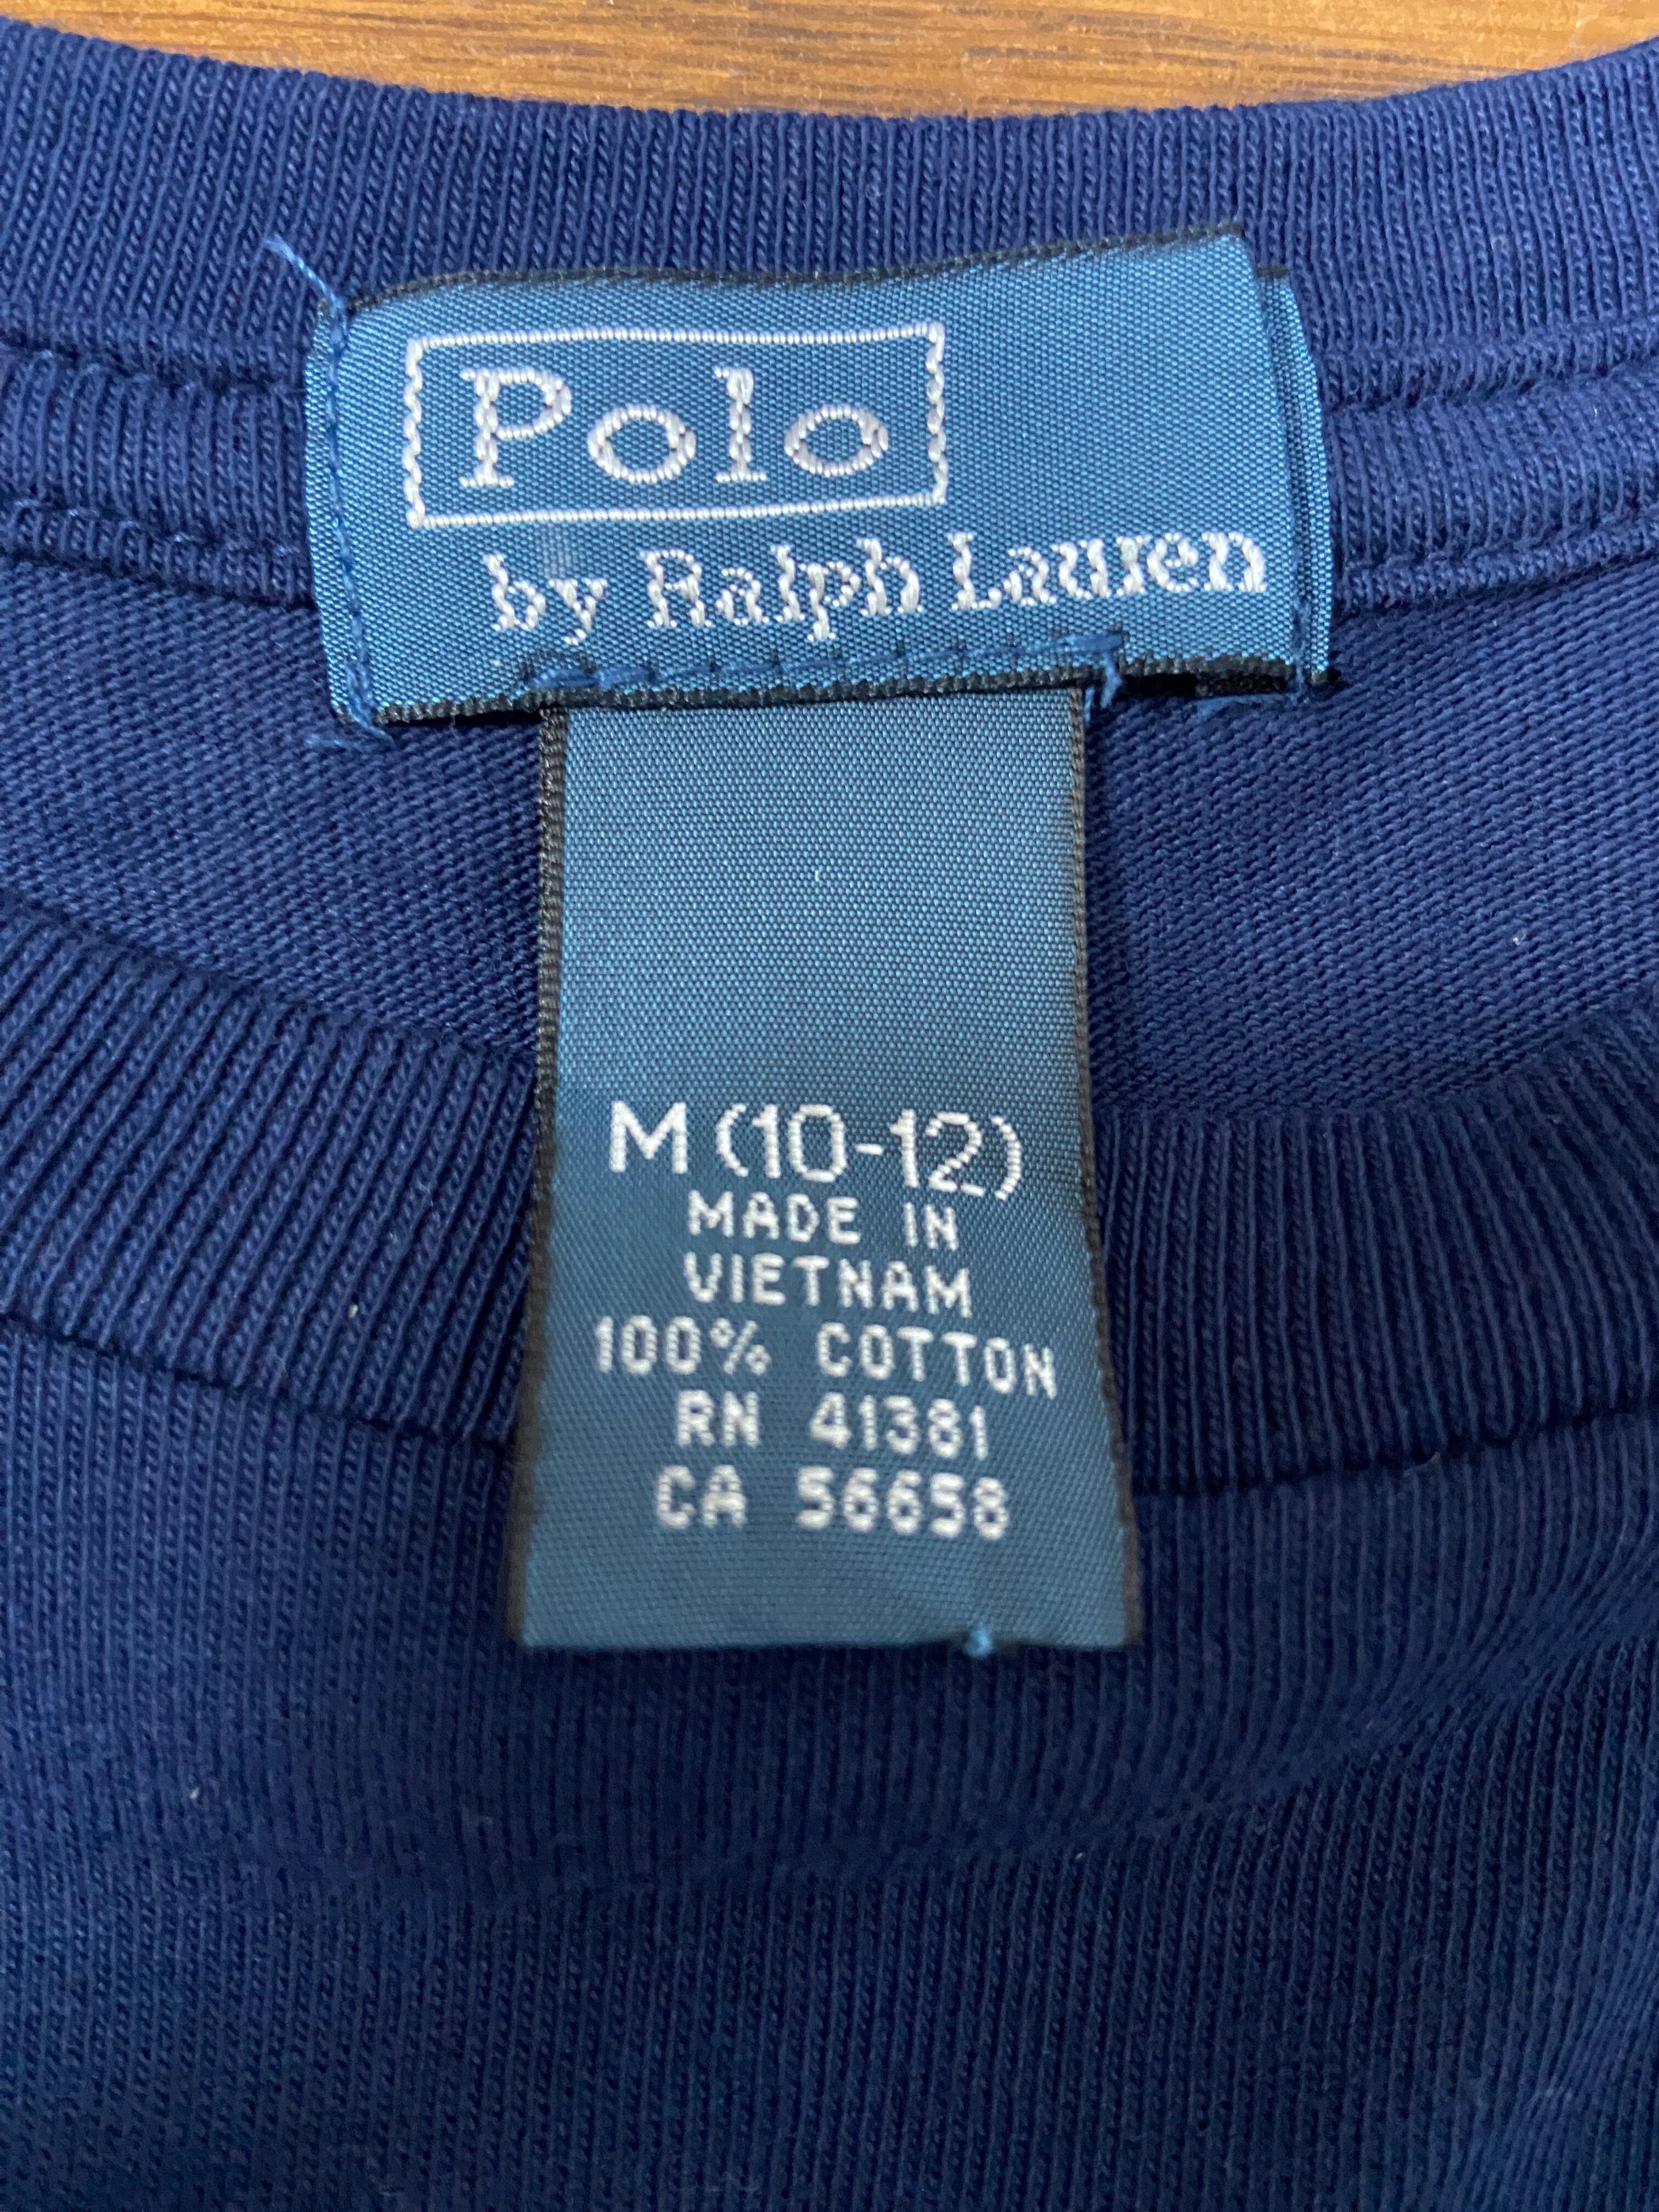 Polo
by Ralph Lauren
M (10-12)
MADE IN
VIETNAM
100% COTTON
RN 41381
CA 56658